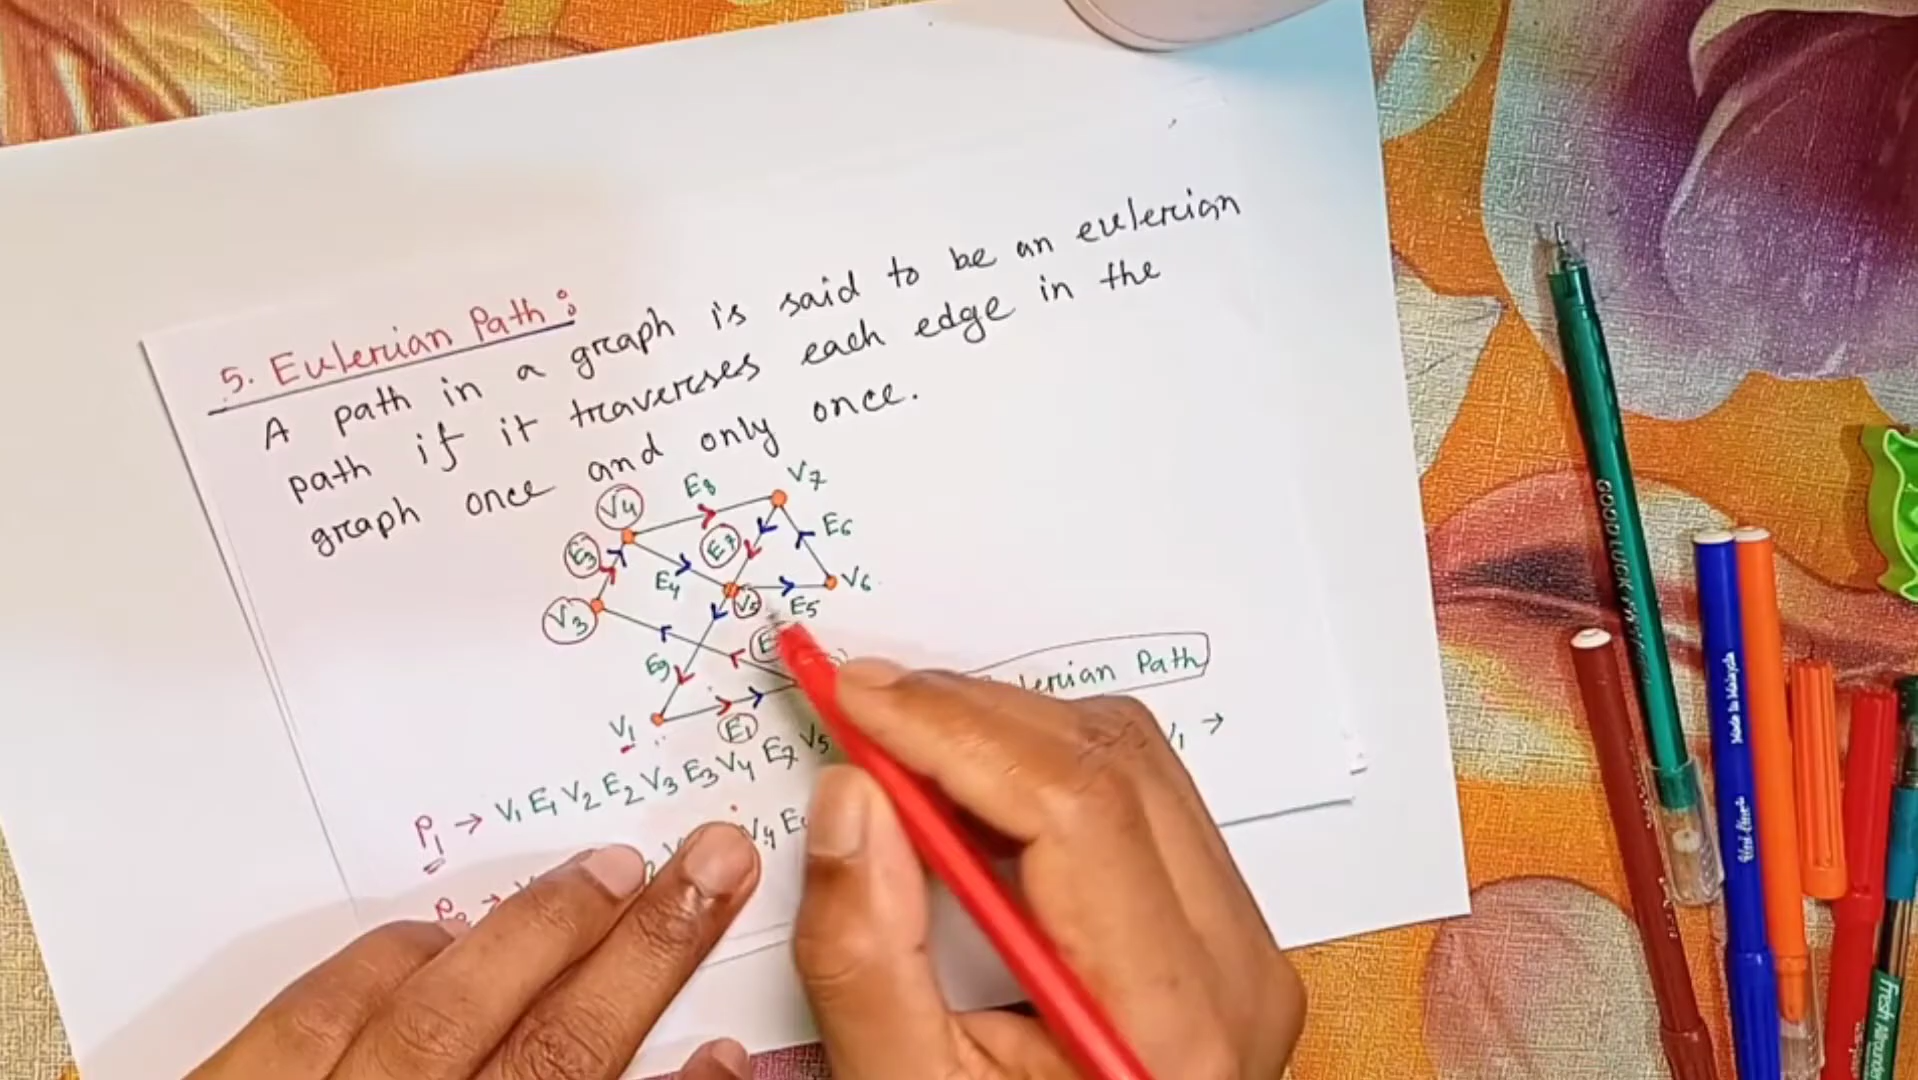 5. Eulerian Path :
A path in a graph is said to be an eulerian
path if it traverses each edge in the
graph once and only once.
V4 E8 V7
E3 E7 E6
E4 V6
V3 V5 E5
E9
V1 E1
Path
P1 → V1 E1 V2 E2 V3 E3 V4 E7 V5
V1 →
V4
GOOD LUCK
Made in Malaysia